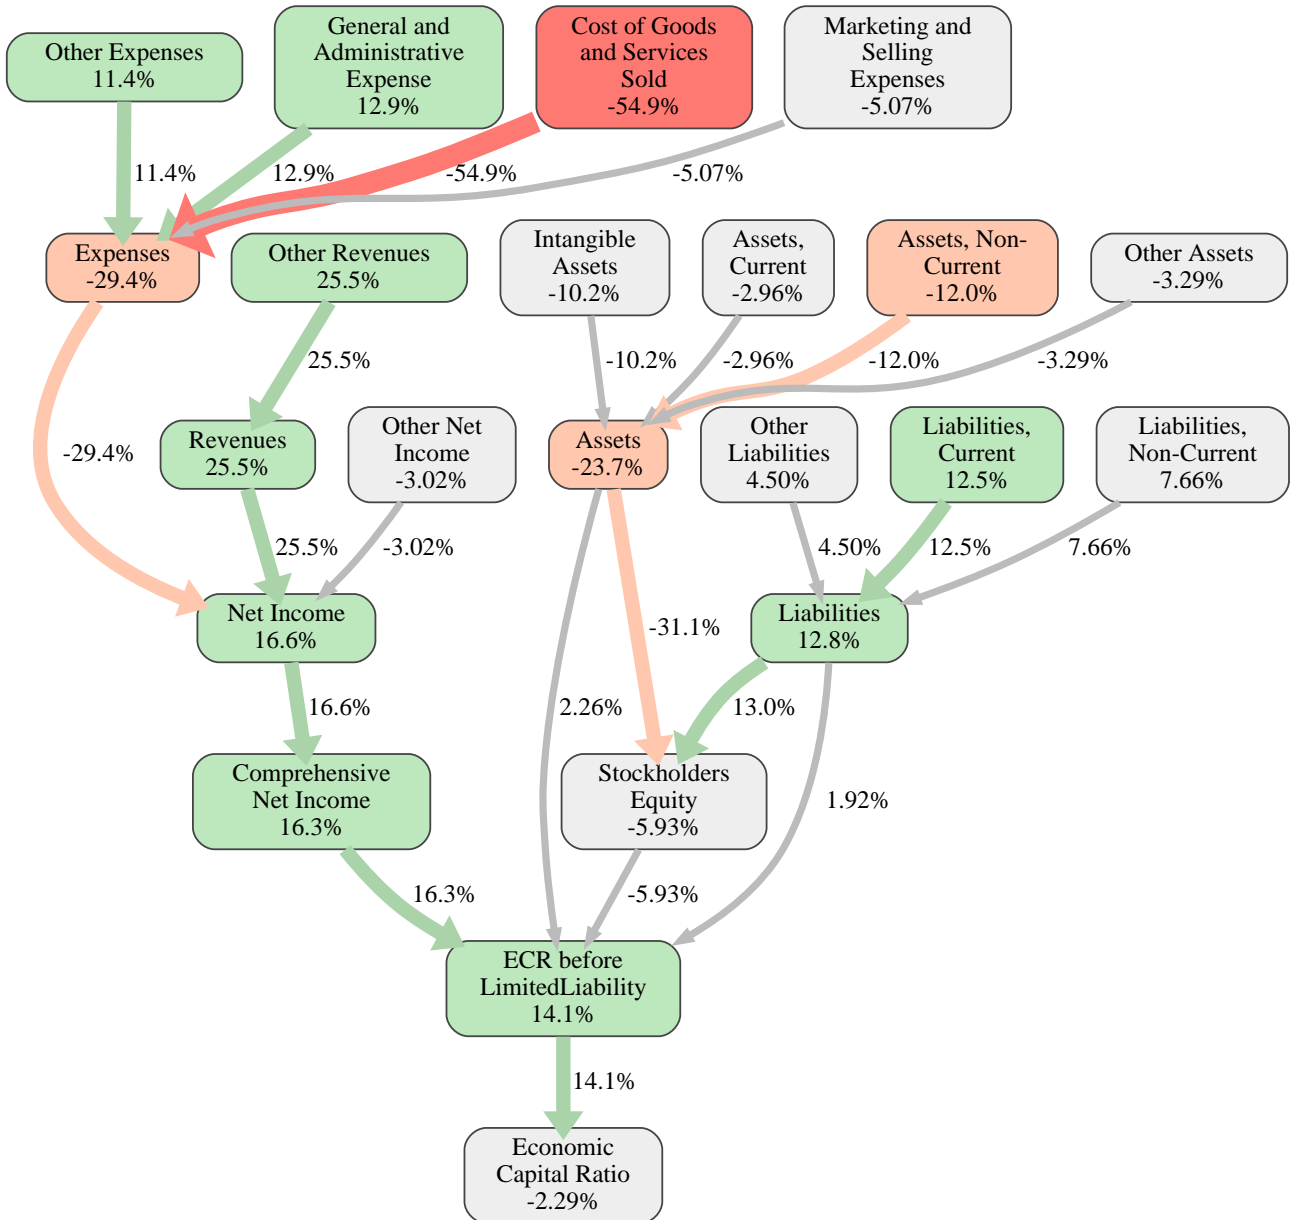 Other Expenses
11.4%
General and
Administrative
Expense
12.9%
Cost of Goods
and Services
Sold
-54.9%
Marketing and
Selling
Expenses
-5.07%
11.4%
12.9%
-54.9%
-5.07%
Expenses
-29.4%
Other Revenues
25.5%
Intangible
Assets
-10.2%
Assets,
Current
-2.96%
Assets, Non-
Current
-12.0%
Other Assets
-3.29%
25.5%
-10.2%
-2.96%
-12.0%
-3.29%
-29.4%
Revenues
25.5%
Other Net
Income
-3.02%
Assets
-23.7%
Other
Liabilities
4.50%
Liabilities,
Current
12.5%
Liabilities,
Non-Current
7.66%
25.5%
-3.02%
4.50%
12.5%
7.66%
Net Income
16.6%
-31.1%
Liabilities
12.8%
16.6%
2.26%
13.0%
Comprehensive
Net Income
16.3%
Stockholders
Equity
-5.93%
1.92%
16.3%
-5.93%
ECR before
LimitedLiability
14.1%
14.1%
Economic
Capital Ratio
-2.29%